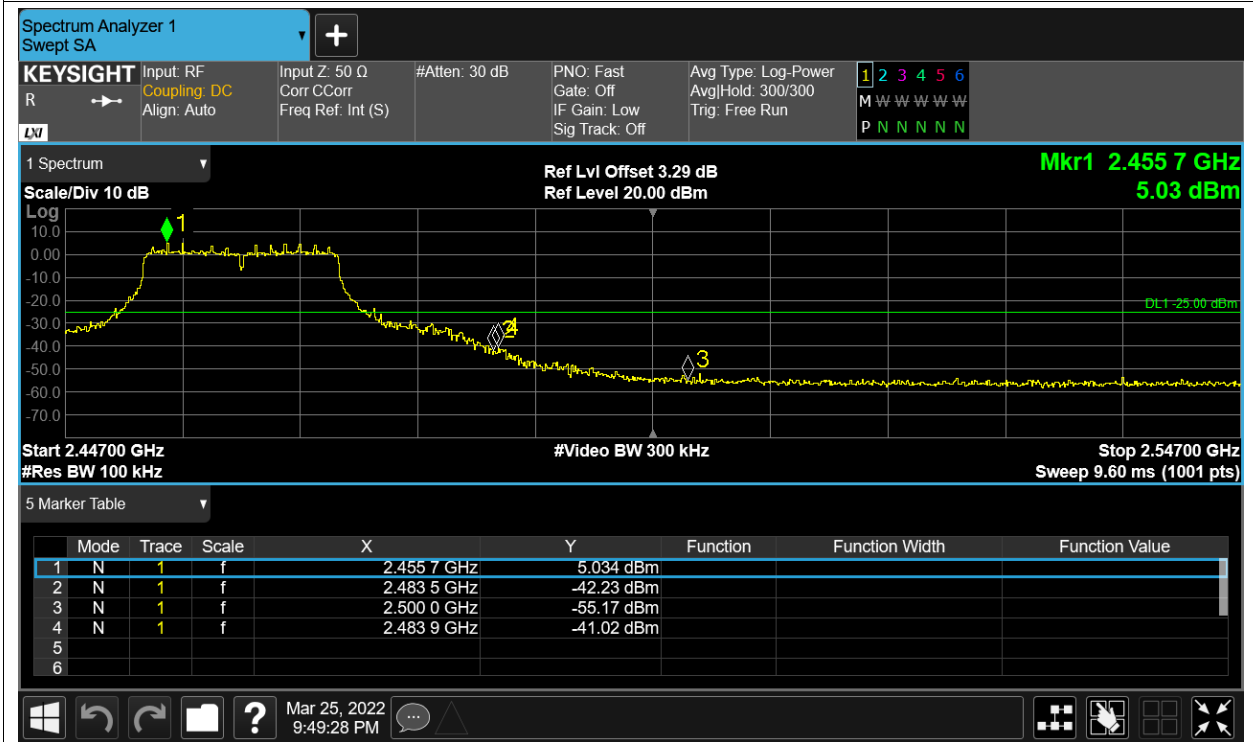 Spectrum Analyzer 1
Swept SA
+
KEYSIGHT Input: RF Input Z: 50 Ω #Atten: 30 dB PNO: Fast Avg Type: Log-Power 1 2 3 4 5 6
R Coupling: DC Corr CCorr Gate: Off Avg|Hold: 300/300 M W W W W W
Align: Auto Freq Ref: Int (S) IF Gain: Low Trig: Free Run
LXI Sig Track: Off P N N N N N
1 Spectrum Ref Lvl Offset 3.29 dB Mkr1 2.455 7 GHz
Scale/Div 10 dB Ref Level 20.00 dBm 5.03 dBm
Log
1
10.0
0.00
-10.0
-20.0
DL1 -25.00 dBm
-30.0
2 4
-40.0
3
-50.0
-60.0
-70.0
Start 2.44700 GHz #Video BW 300 kHz Stop 2.54700 GHz
#Res BW 100 kHz Sweep 9.60 ms (1001 pts)
5 Marker Table
Mode Trace Scale X Y Function Function Width Function Value
1 N 1 f 2.455 7 GHz 5.034 dBm
2 N 1 f 2.483 5 GHz -42.23 dBm
3 N 1 f 2.500 0 GHz -55.17 dBm
4 N 1 f 2.483 9 GHz -41.02 dBm
5
6
? Mar 25, 2022
9:49:28 PM